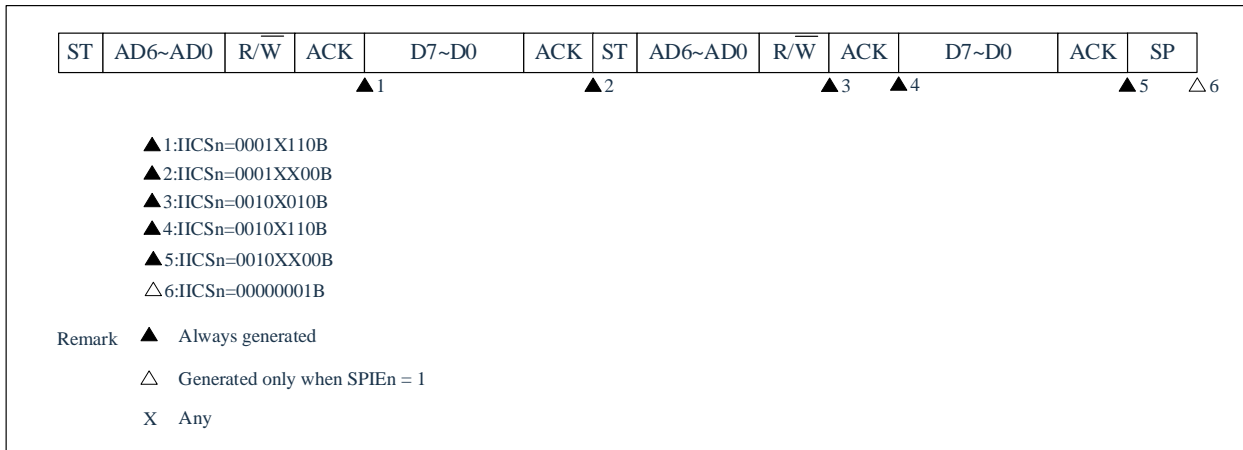 ST AD6~AD0 R/W̅ ACK D7~D0 ACK ST AD6~AD0 R/W̅ ACK D7~D0 ACK SP
▲1 ▲2 ▲3 ▲4 ▲5 △6
▲1:IICSn=0001X110B
▲2:IICSn=0001XX00B
▲3:IICSn=0010X010B
▲4:IICSn=0010X110B
▲5:IICSn=0010XX00B
△6:IICSn=00000001B
Remark ▲ Always generated
△ Generated only when SPIEn = 1
X Any